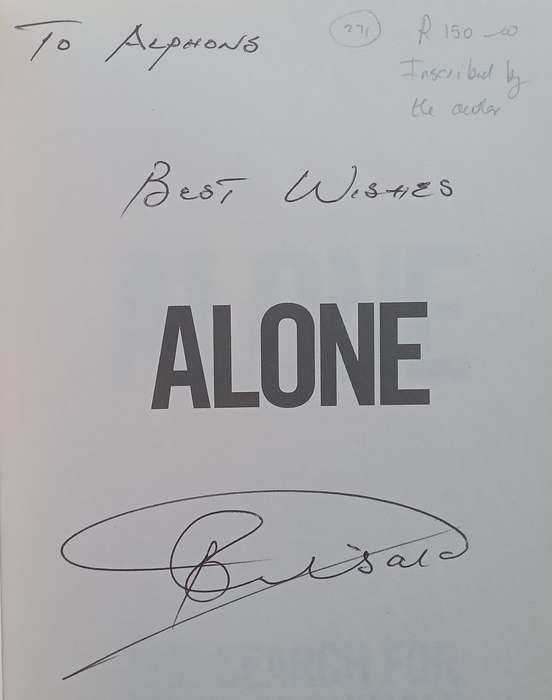 To Alphons
271
R 150-00
Inscribed by
the author
Best Wishes
ALONE